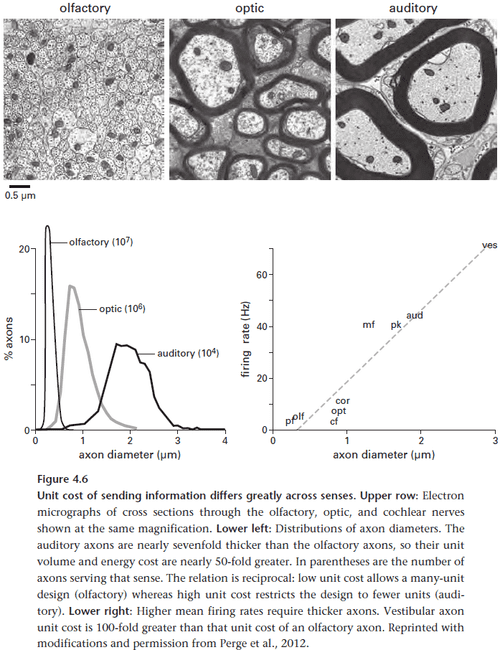 olfactory
optic
auditory
0.5 µm
20
10
0
% axons
olfactory (10⁷)
optic (10⁶)
auditory (10⁴)
0
1
2
3
4
axon diameter (µm)
60
40
20
0
firing rate (Hz)
ves
aud
mf
pk
cor
opt
cf
olf
pf
0
1
2
3
axon diameter (µm)
Figure 4.6
Unit cost of sending information differs greatly across senses. Upper row: Electron
micrographs of cross sections through the olfactory, optic, and cochlear nerves
shown at the same magnification. Lower left: Distributions of axon diameters. The
auditory axons are nearly sevenfold thicker than the olfactory axons, so their unit
volume and energy cost are nearly 50-fold greater. In parentheses are the number of
axons serving that sense. The relation is reciprocal: low unit cost allows a many-unit
design (olfactory) whereas high unit cost restricts the design to fewer units (audi-
tory). Lower right: Higher mean firing rates require thicker axons. Vestibular axon
unit cost is 100-fold greater than that unit cost of an olfactory axon. Reprinted with
modifications and permission from Perge et al., 2012.